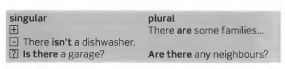 singular plural
+ There are some families...
- There isn't a dishwasher.
? Is there a garage? Are there any neighbours?